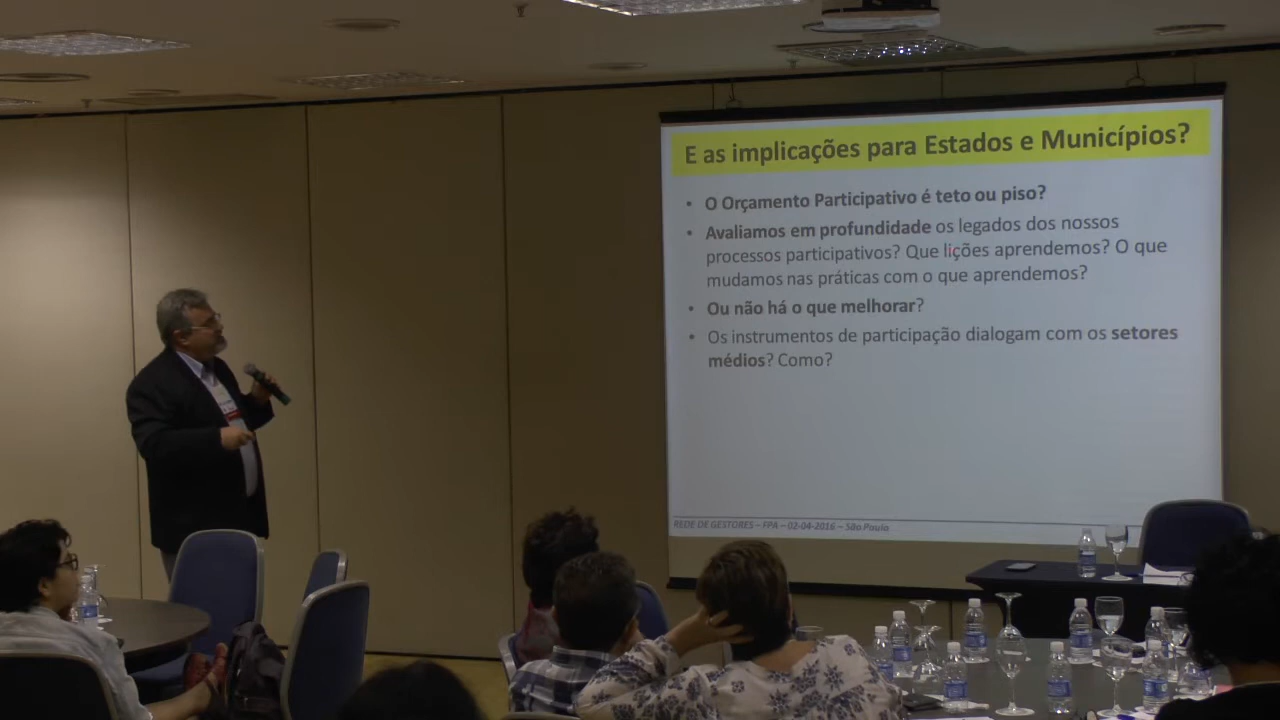 E as implicações para Estados e Municípios?
• O Orçamento Participativo é teto ou piso?
• Avaliamos em profundidade os legados dos nossos
processos participativos? Que lições aprendemos? O que
mudamos nas práticas com o que aprendemos?
• Ou não há o que melhorar?
• Os instrumentos de participação dialogam com os setores
médios? Como?
REDE DE GESTORES – FPA – 02-04-2016 – São Paulo